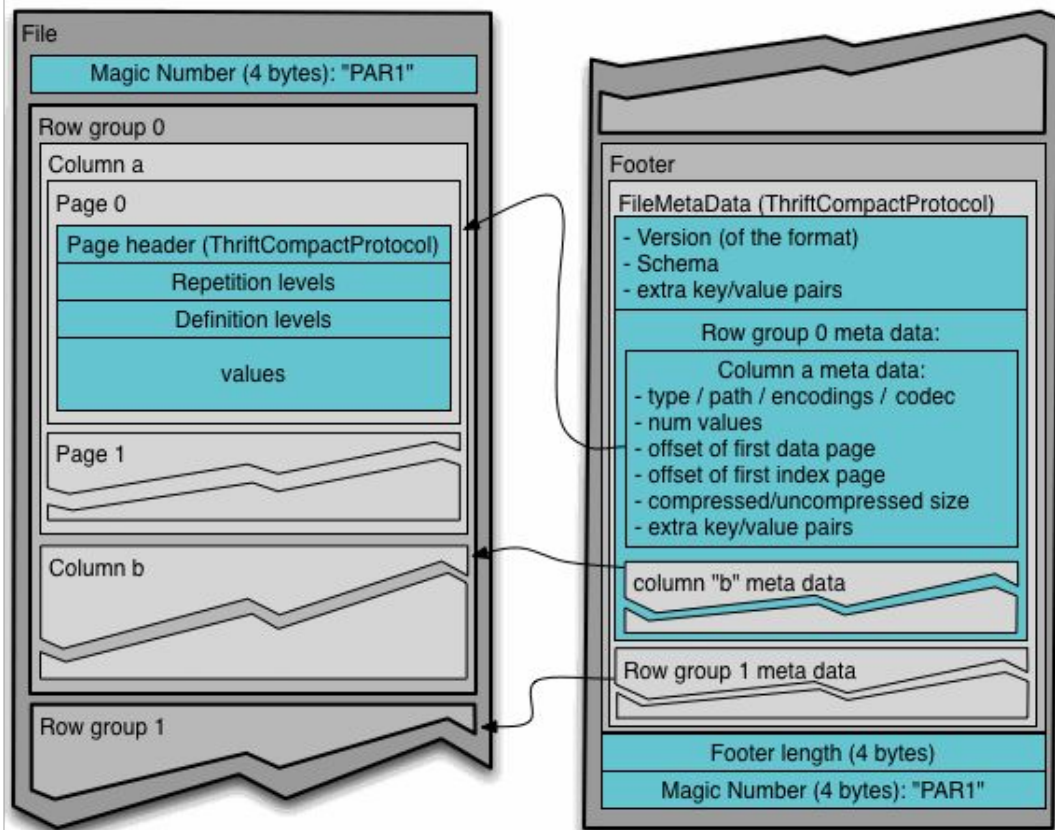 File
Magic Number (4 bytes): "PAR1"
Row group 0
Column a
Page 0
Page header (ThriftCompactProtocol)
Repetition levels
Definition levels
values
Page 1
Column b
Row group 1
Footer
FileMetaData (ThriftCompactProtocol)
- Version (of the format)
- Schema
- extra key/value pairs
Row group 0 meta data:
Column a meta data:
- type / path / encodings / codec
- num values
- offset of first data page
- offset of first index page
- compressed/uncompressed size
- extra key/value pairs
column "b" meta data
Row group 1 meta data
Footer length (4 bytes)
Magic Number (4 bytes): "PAR1"